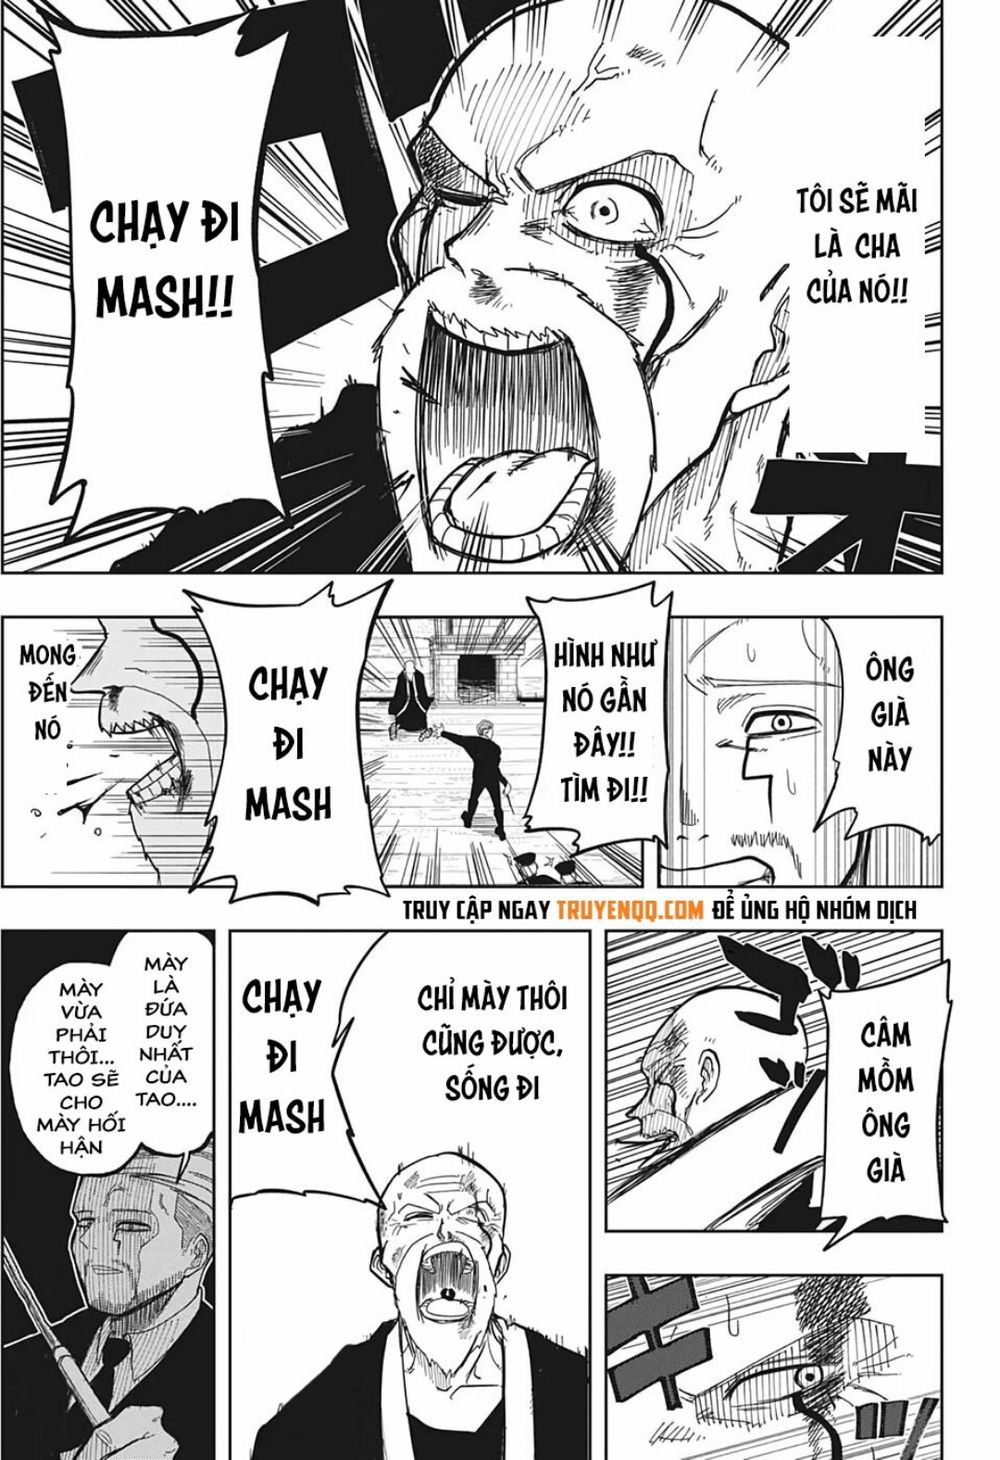 TÔI SẼ MÃI
LÀ CHA
CỦA NÓ!!
CHẠY ĐI
MASH!!
ÔNG
GIÀ
NÀY
HÌNH NHƯ
NÓ GẦN
ĐÂY!!
TÌM ĐI!!
CHẠY
ĐI
MASH
MONG
ĐẾN
NÓ
TRUY CẬP NGAY TRUYENQQ.COM ĐỂ ỦNG HỘ NHÓM DỊCH
CÂM
MỒM
ÔNG
GIÀ
CHỈ MÀY THÔI
CŨNG ĐƯỢC,
SỐNG ĐI
CHẠY
ĐI
MASH
MÀY
LÀ
ĐỨA
DUY
NHẤT
CỦA
TAO....
MÀY
VỪA
PHẢI
THÔI...
TAO SẼ
CHO
MÀY HỐI
HẬN